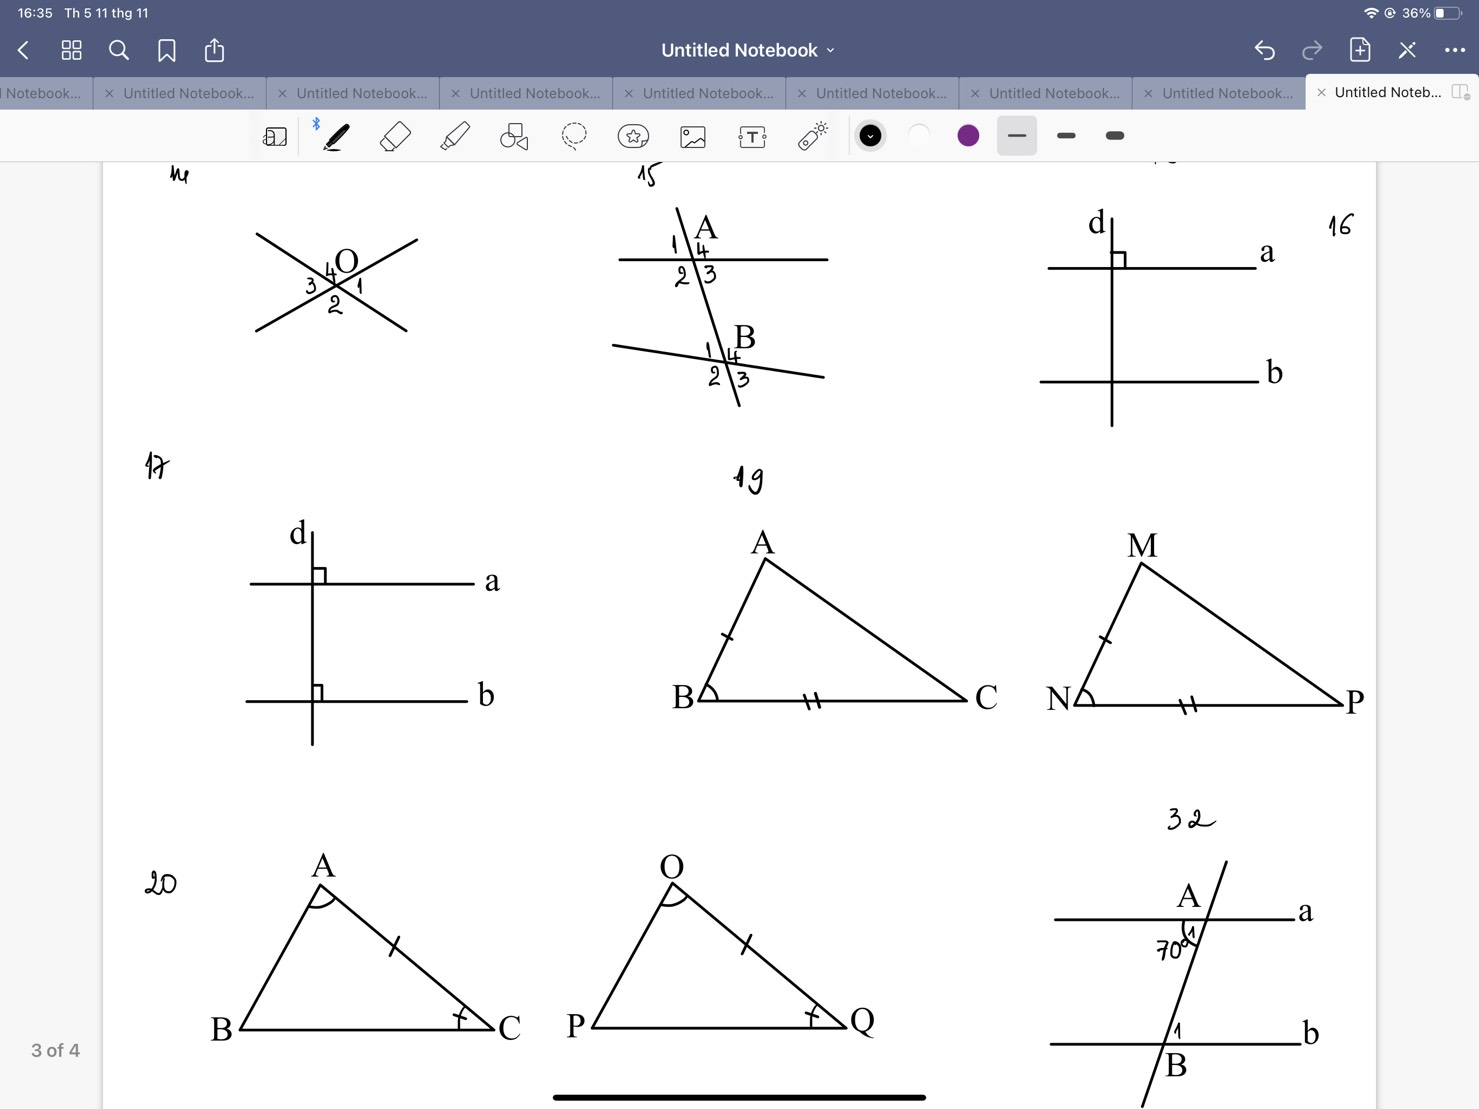 16:35 Th 5 11 thg 11
36%
Untitled Notebook
Notebook... Untitled Notebook... Untitled Notebook... Untitled Notebook... Untitled Notebook... Untitled Notebook... Untitled Notebook... Untitled Notebook... Untitled Noteb...
14
15
O
4
3 1
2
A
1 4
2 3
B
1 4
2 3
d
a
b
16
17
d
a
b
19
A
B C
M
N P
20
A
B C
O
P Q
32
A a
1
70°
1 b
B
3 of 4